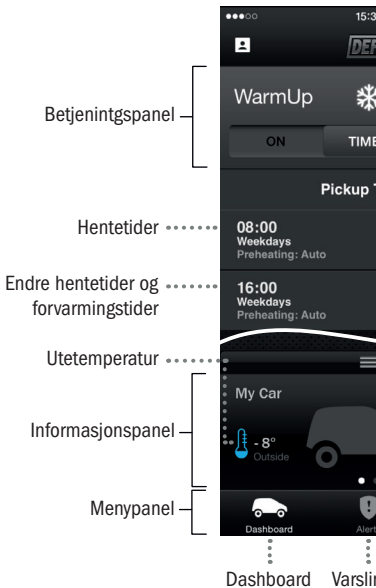 15:3
DEF
WarmUp
Betjeningtspanel
ON
TIME
Pickup T
Hentetider
08:00
Weekdays
Preheating: Auto
Endre hentetider og
forvarmingstider
16:00
Weekdays
Preheating: Auto
Utetemperatur
My Car
Informasjonspanel
- 8°
Outside
Menypanel
Dashboard
Alert
Dashboard
Varslin